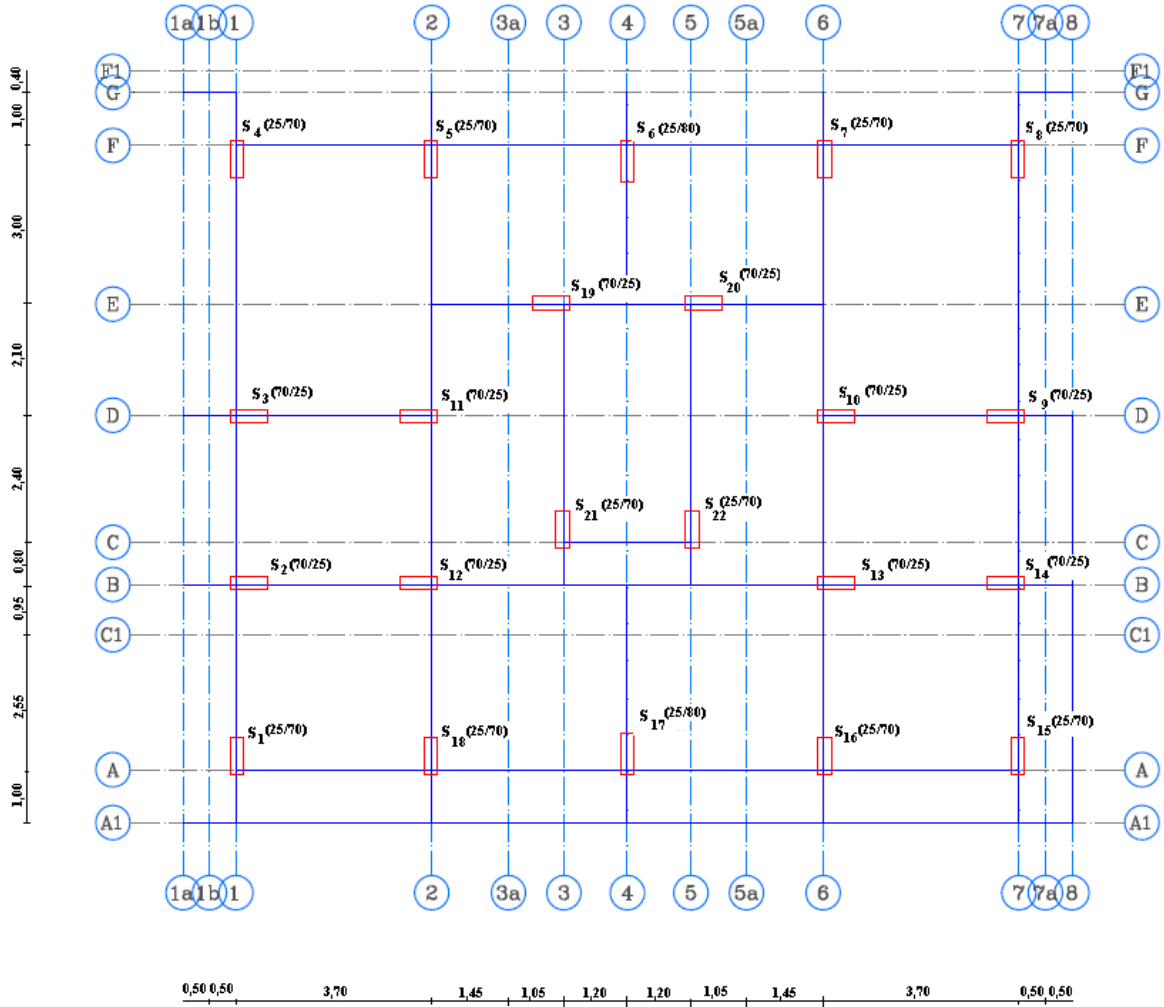 1a 1b 1 2 3a 3 4 5 5a 6 7 7a 8
F1 F1
0,40
G G
1,00
S4 (25/70) S5 (25/70) S6 (25/80) S7 (25/70) S8 (25/70)
F F
3,00
S19 (70/25) S20 (70/25)
E E
2,10
S3 (70/25) S11 (70/25) S10 (70/25) S9 (70/25)
D D
2,40
S21 (25/70) S22 (25/70)
C C
0,80
S2 (70/25) S12 (70/25) S13 (70/25) S14 (70/25)
B B
0,95
C1 C1
2,55
S1 (25/70) S18 (25/70) S17 (25/80) S16 (25/70) S15 (25/70)
A A
1,00
A1 A1
1a 1b 1 2 3a 3 4 5 5a 6 7 7a 8
0,50 0,50 3,70 1,45 1,05 1,20 1,20 1,05 1,45 3,70 0,50 0,50